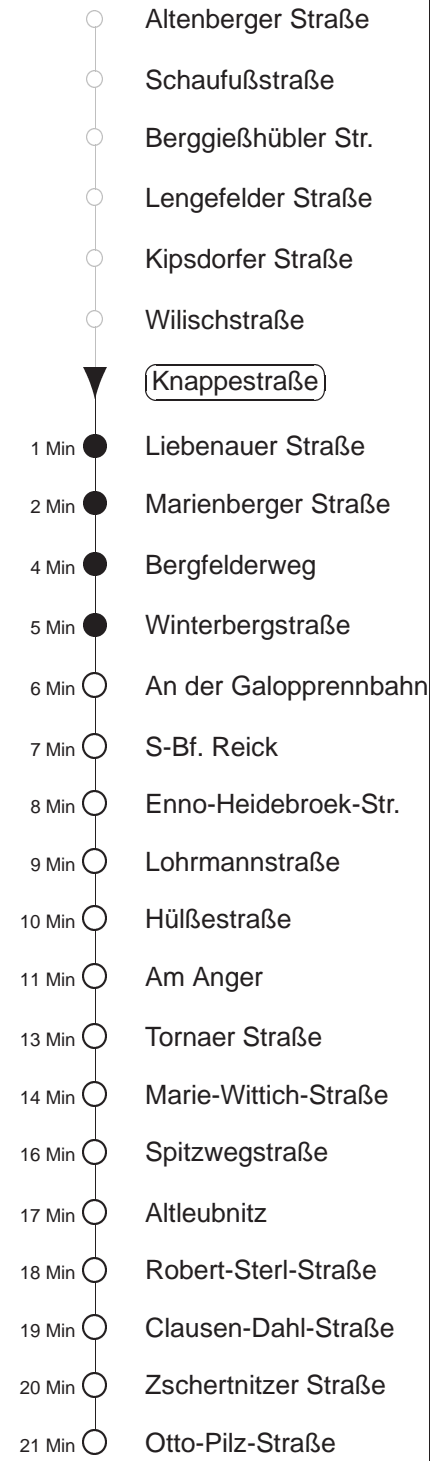 Altenberger Straße
Schaufußstraße
Berggießhübler Str.
Lengefelder Straße
Kipsdorfer Straße
Wilischstraße
Knappestraße
1 Min Liebenauer Straße
2 Min Marienberger Straße
4 Min Bergfelderweg
5 Min Winterbergstraße
6 Min An der Galopprennbahn
7 Min S-Bf. Reick
8 Min Enno-Heidebroek-Str.
9 Min Lohrmannstraße
10 Min Hülßestraße
11 Min Am Anger
13 Min Tornaer Straße
14 Min Marie-Wittich-Straße
16 Min Spitzwegstraße
17 Min Altleubnitz
18 Min Robert-Sterl-Straße
19 Min Clausen-Dahl-Straße
20 Min Zschertnitzer Straße
21 Min Otto-Pilz-Straße